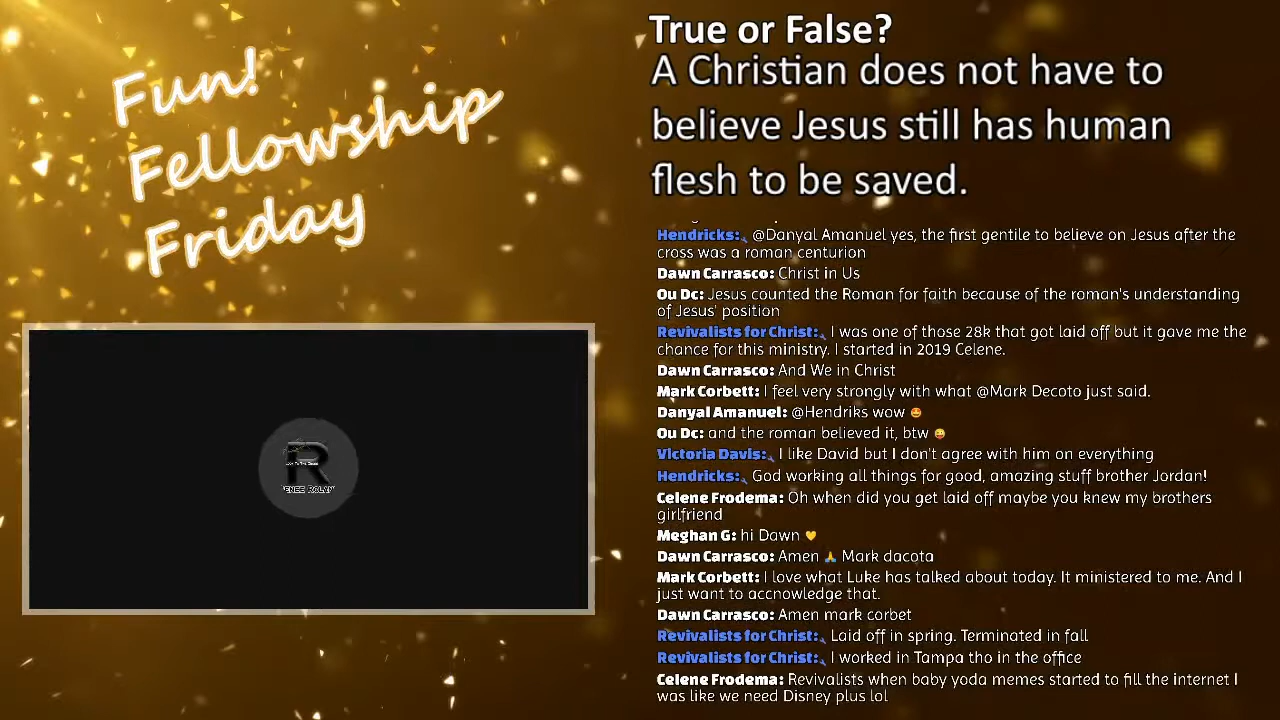 Fun!
Fellowship
Friday
True or False?
A Christian does not have to
believe Jesus still has human
flesh to be saved.
Hendricks: @Danyal Amanuel yes, the first gentile to believe on Jesus after the
cross was a roman centurion
Dawn Carrasco: Christ in Us
Ou Dc: Jesus counted the Roman for faith because of the roman's understanding
of Jesus' position
Revivalists for Christ: I was one of those 28k that got laid off but it gave me the
chance for this ministry. I started in 2019 Celene.
Dawn Carrasco: And We in Christ
Mark Corbett: I feel very strongly with what @Mark Decoto just said.
Danyal Amanuel: @Hendriks wow 🤩
Ou Dc: and the roman believed it, btw 😜
Victoria Davis: I like David but I don't agree with him on everything
Hendricks: God working all things for good, amazing stuff brother Jordan!
Celene Frodema: Oh when did you get laid off maybe you knew my brothers
girlfriend
Meghan G: hi Dawn 💛
Dawn Carrasco: Amen 🙏 Mark dacota
Mark Corbett: I love what Luke has talked about today. It ministered to me. And I
just want to accnowledge that.
Dawn Carrasco: Amen mark corbet
Revivalists for Christ: Laid off in spring. Terminated in fall
Revivalists for Christ: I worked in Tampa tho in the office
Celene Frodema: Revivalists when baby yoda memes started to fill the internet I
was like we need Disney plus lol
R